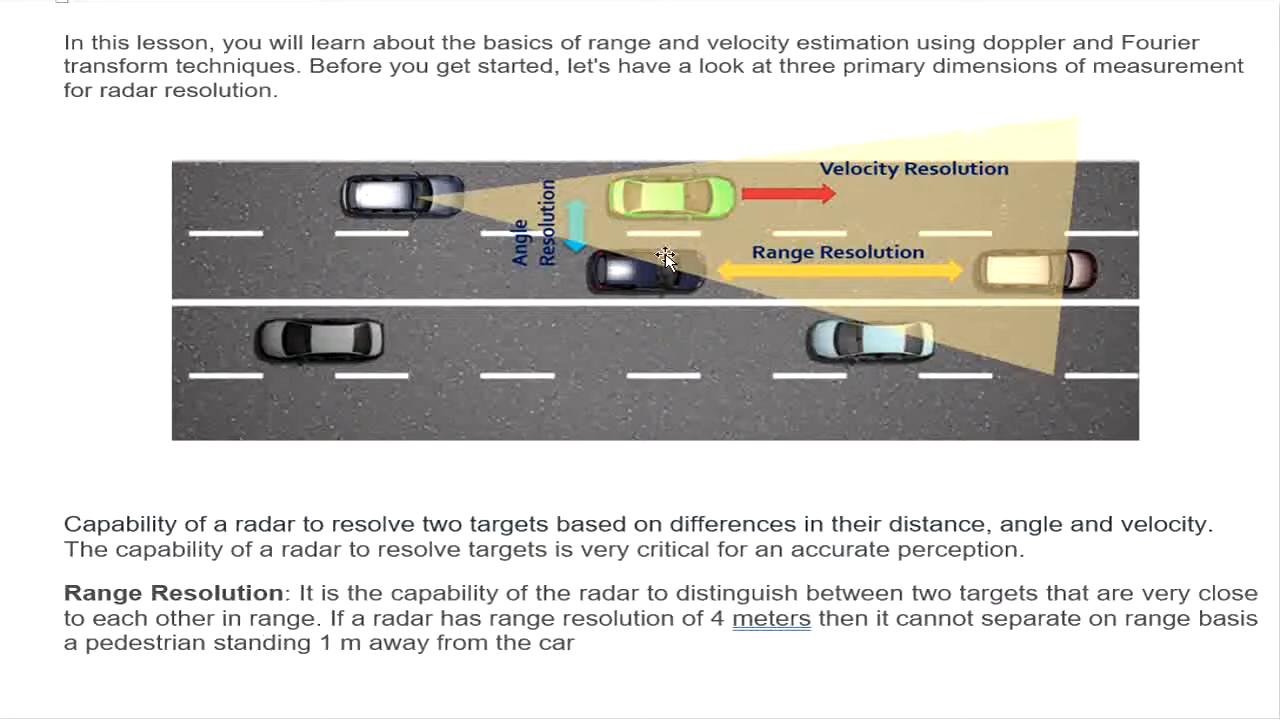 In this lesson, you will learn about the basics of range and velocity estimation using doppler and Fourier
transform techniques. Before you get started, let's have a look at three primary dimensions of measurement
for radar resolution.
Velocity Resolution
Angle
Resolution
Range Resolution
Capability of a radar to resolve two targets based on differences in their distance, angle and velocity.
The capability of a radar to resolve targets is very critical for an accurate perception.
Range Resolution: It is the capability of the radar to distinguish between two targets that are very close
to each other in range. If a radar has range resolution of 4 meters then it cannot separate on range basis
a pedestrian standing 1 m away from the car